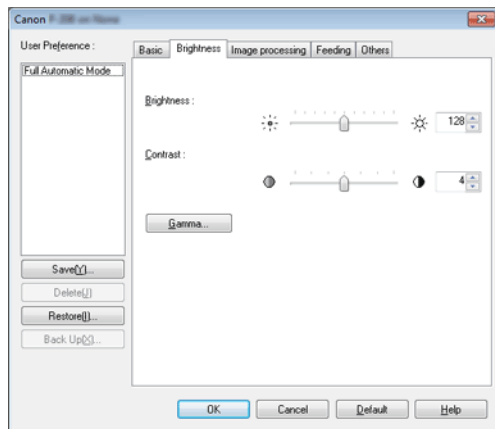 Canon
User Preference :
Full Automatic Mode
Save(Y)...
Delete(J)
Restore(I)...
Back Up(X)...
Basic Brightness Image processing Feeding Others
Brightness :
128
Contrast :
4
Gamma...
OK Cancel Default Help